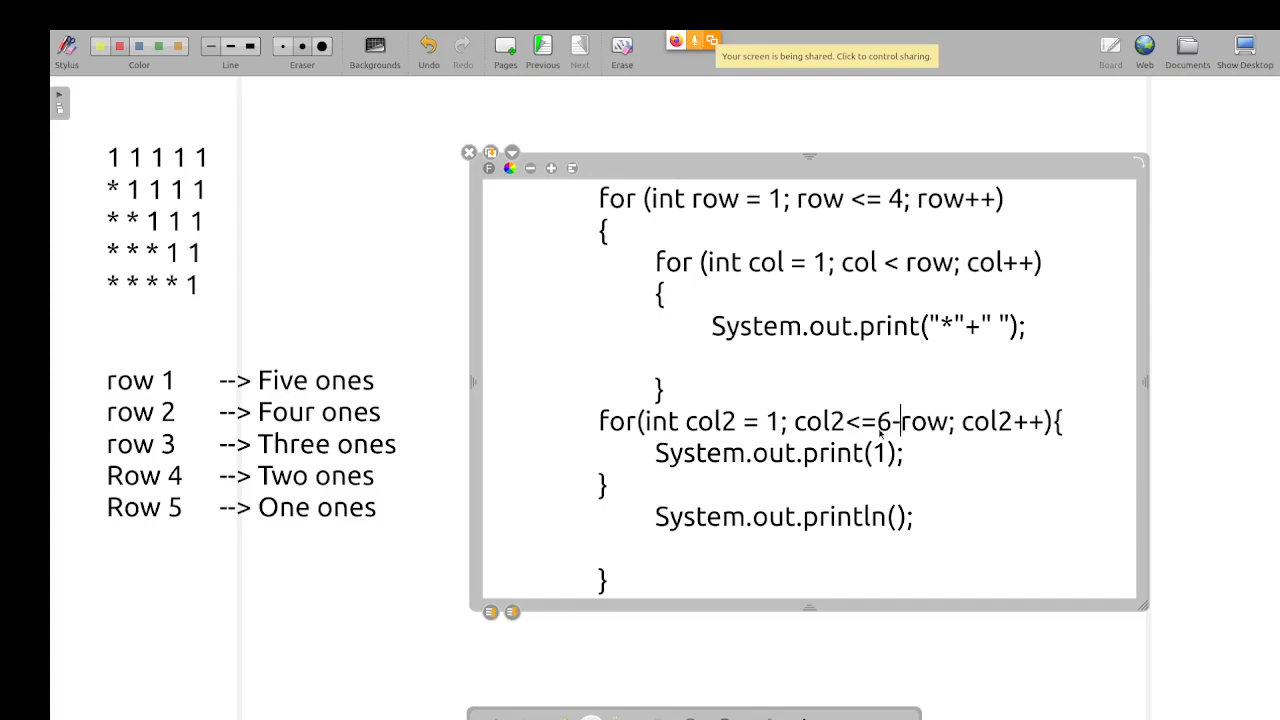 Stylus
Color
Line
Eraser
Backgrounds
Undo
Redo
Pages
Previous
Next
Erase
Your screen is being shared. Click to control sharing.
Board
Web
Documents
Show Desktop
1 1 1 1 1
* 1 1 1 1
* * 1 1 1
* * * 1 1
* * * * 1
row 1 --> Five ones
row 2 --> Four ones
row 3 --> Three ones
Row 4 --> Two ones
Row 5 --> One ones
F
for (int row = 1; row <= 4; row++)
{
for (int col = 1; col < row; col++)
{
System.out.print("*"+" ");
}
for(int col2 = 1; col2<=6-row; col2++){
System.out.print(1);
}
System.out.println();
}